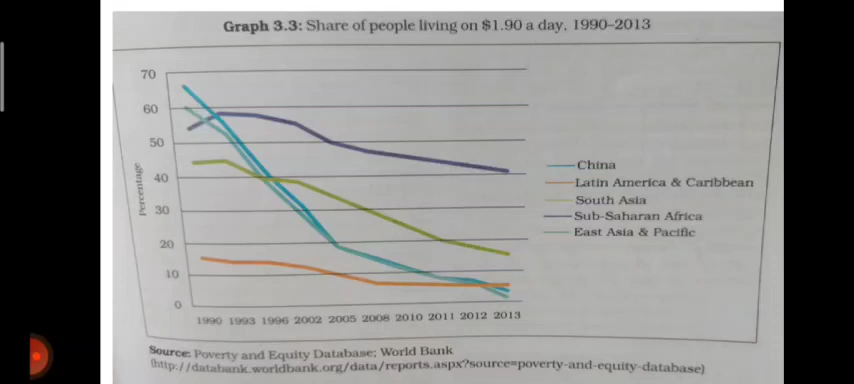 Graph 3.3: Share of people living on $1.90 a day, 1990–2013
70
60
50
40
30
20
10
0
Percentage
China
Latin America & Caribbean
South Asia
Sub-Saharan Africa
East Asia & Pacific
1990 1993 1996 2002 2005 2008 2010 2011 2012 2013
Source: Poverty and Equity Database; World Bank
(http://databank.worldbank.org/data/reports.aspx?source=poverty-and-equity-database)